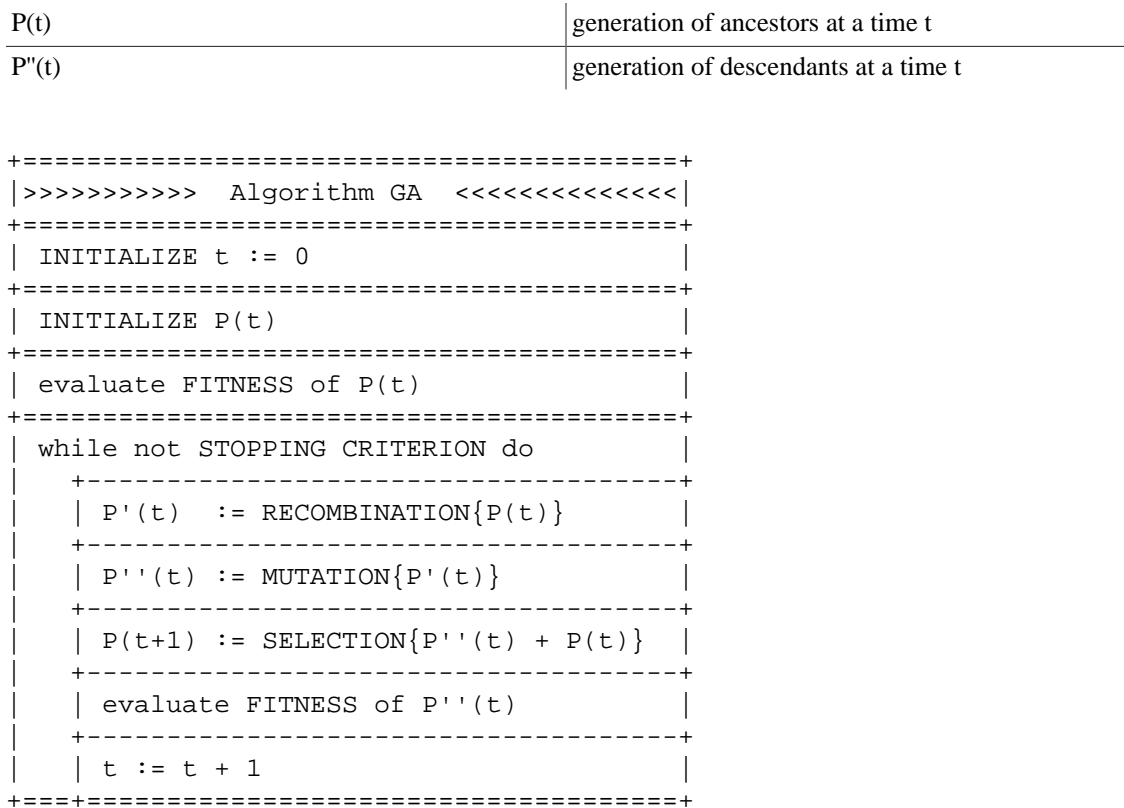 P(t) generation of ancestors at a time t
P''(t) generation of descendants at a time t
+=========================================+
|>>>>>>>>>>>  Algorithm GA  <<<<<<<<<<<<<<|
+=========================================+
| INITIALIZE t := 0                       |
+=========================================+
| INITIALIZE P(t)                         |
+=========================================+
| evaluate FITNESS of P(t)                |
+=========================================+
| while not STOPPING CRITERION do         |
|   +-------------------------------------+
|   | P'(t)  := RECOMBINATION{P(t)}       |
|   +-------------------------------------+
|   | P''(t) := MUTATION{P'(t)}           |
|   +-------------------------------------+
|   | P(t+1) := SELECTION{P''(t) + P(t)}  |
|   +-------------------------------------+
|   | evaluate FITNESS of P''(t)          |
|   +-------------------------------------+
|   | t := t + 1                          |
+===+=====================================+